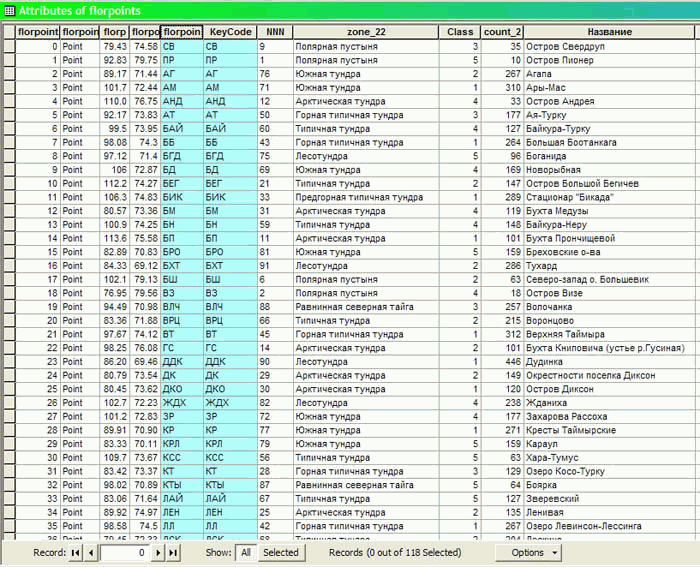 Attributes of florpoints
florpoint florpoint florp florpo florpoin KeyCode NNN zone_22 Class count_2 Название
0 Point 79.43 74.58 СВ СВ 9 Полярная пустыня 3 35 Остров Свердруп
1 Point 92.83 79.75 ПР ПР 1 Полярная пустыня 5 10 Остров Пионер
2 Point 89.17 71.44 АГ АГ 76 Южная тундра 2 267 Агапа
3 Point 101.7 72.44 АМ АМ 71 Южная тундра 1 310 Ары-Мас
4 Point 110.0 76.75 АНД АНД 12 Арктическая тундра 4 33 Остров Андрея
5 Point 92.17 73.83 АТ АТ 50 Горная типичная тундра 3 177 Ая-Турку
6 Point 99.5 73.95 БАЙ БАЙ 60 Типичная тундра 4 127 Байкура-Турку
7 Point 98.08 74.3 ББ ББ 43 Горная типичная тундра 1 264 Большая Боотанкага
8 Point 97.12 71.4 БГД БГД 75 Лесотундра 5 96 Боганида
9 Point 106 72.87 БД БД 69 Южная тундра 4 169 Новорыбная
10 Point 112.2 74.27 БЕГ БЕГ 21 Типичная тундра 2 147 Остров Большой Бегичев
11 Point 106.3 74.83 БИК БИК 33 Предгорная типичная тундра 1 289 Стационар "Бикада"
12 Point 80.57 73.36 БМ БМ 31 Арктическая тундра 4 119 Бухта Медузы
13 Point 100.9 74.25 БН БН 59 Типичная тундра 4 148 Байкура-Неру
14 Point 113.6 75.58 БП БП 11 Арктическая тундра 1 101 Бухта Прончищевой
15 Point 82.89 70.83 БРО БРО 81 Южная тундра 5 159 Бреховские о-ва
16 Point 84.33 69.12 БХТ БХТ 91 Лесотундра 2 286 Тухард
17 Point 102.1 79.13 БШ БШ 6 Полярная пустыня 2 63 Северо-запад о. Большевик
18 Point 76.95 79.56 ВЗ ВЗ 2 Полярная пустыня 4 18 Остров Визе
19 Point 94.49 70.98 ВЛЧ ВЛЧ 88 Равнинная северная тайга 3 257 Волочанка
20 Point 83.36 71.88 ВРЦ ВРЦ 66 Типичная тундра 2 215 Воронцово
21 Point 97.67 74.12 ВТ ВТ 45 Горная типичная тундра 1 312 Верхняя Таймыра
22 Point 98.25 76.08 ГС ГС 14 Арктическая тундра 2 101 Бухта Книповича (устье р.Гусиная)
23 Point 86.20 69.46 ДДК ДДК 90 Лесотундра 1 446 Дудинка
24 Point 80.79 73.54 ДК ДК 29 Арктическая тундра 2 149 Окрестности поселка Диксон
25 Point 80.45 73.62 ДКО ДКО 30 Арктическая тундра 1 120 Остров Диксон
26 Point 102.7 72.23 ЖДХ ЖДХ 82 Лесотундра 4 238 Жданиха
27 Point 101.2 72.83 ЗР ЗР 72 Южная тундра 4 177 Захарова Рассоха
28 Point 89.91 70.90 КР КР 77 Южная тундра 1 271 Кресты Таймырские
29 Point 83.33 70.11 КРЛ КРЛ 79 Южная тундра 5 159 Караул
30 Point 109.7 73.67 КСС КСС 56 Типичная тундра 5 63 Хара-Тумус
31 Point 83.42 73.37 КТ КТ 28 Горная типичная тундра 3 129 Озеро Косо-Турку
32 Point 98.02 70.89 КТЫ КТЫ 87 Равнинная северная тайга 5 64 Боярка
33 Point 83.06 71.64 ЛАЙ ЛАЙ 67 Типичная тундра 5 127 Зверевский
34 Point 89.92 74.97 ЛЕН ЛЕН 25 Арктическая тундра 2 135 Ленивая
35 Point 98.58 74.5 ЛЛ ЛЛ 42 Горная типичная тундра 1 267 Озеро Левинсон-Лессинга
Record: 0 Show: All Selected Records (0 out of 118 Selected) Options